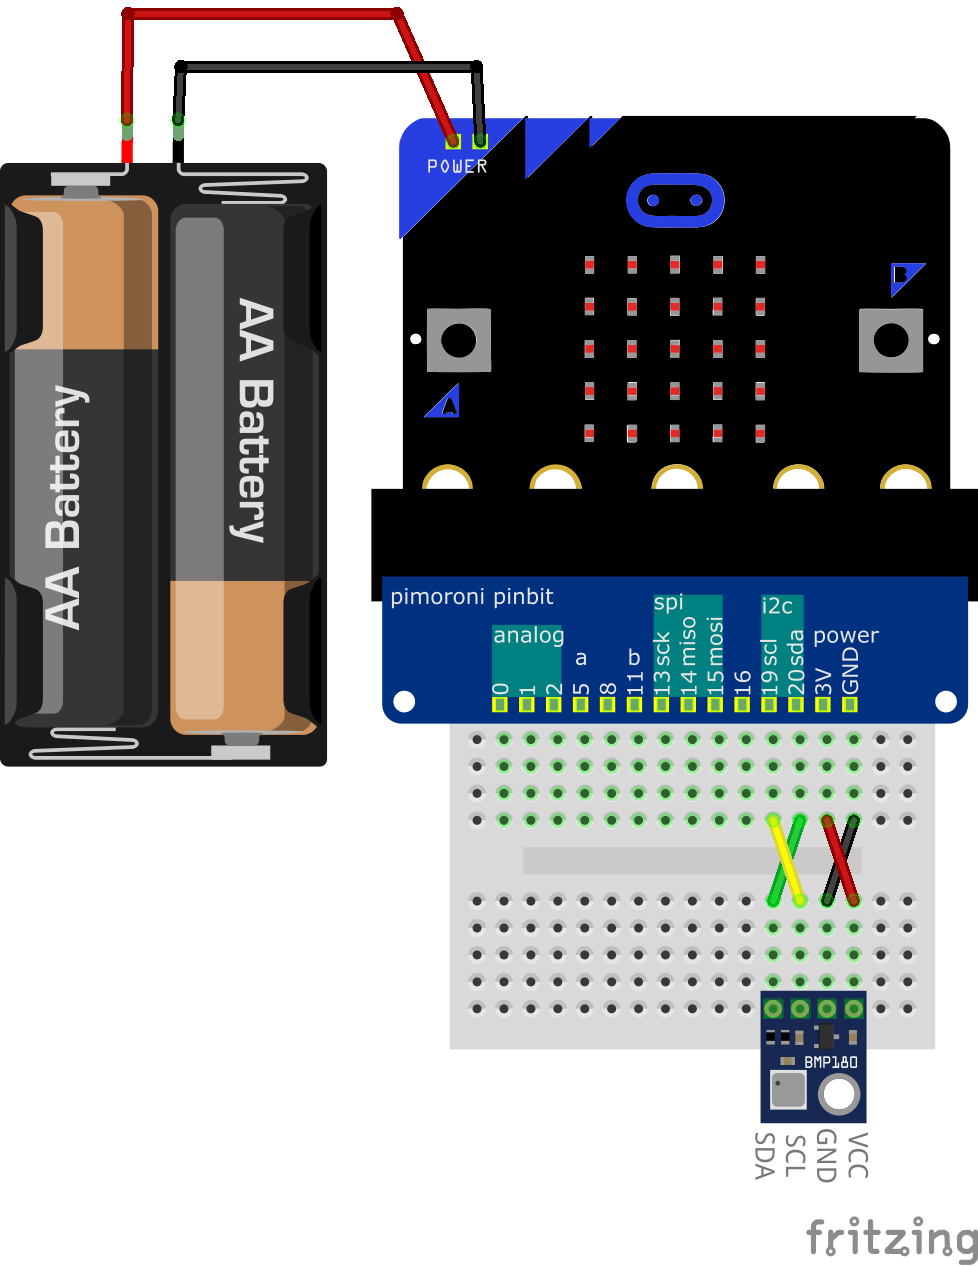 POWER
AA Battery
AA Battery
B
A
pimoroni pinbit
spi
i2c
analog
power
a
b
0
1
2
5
8
11
13 sck
14 miso
15 mosi
16
19 scl
20 sda
3V
GND
BMP180
SDA
SCL
GND
VCC
fritzing